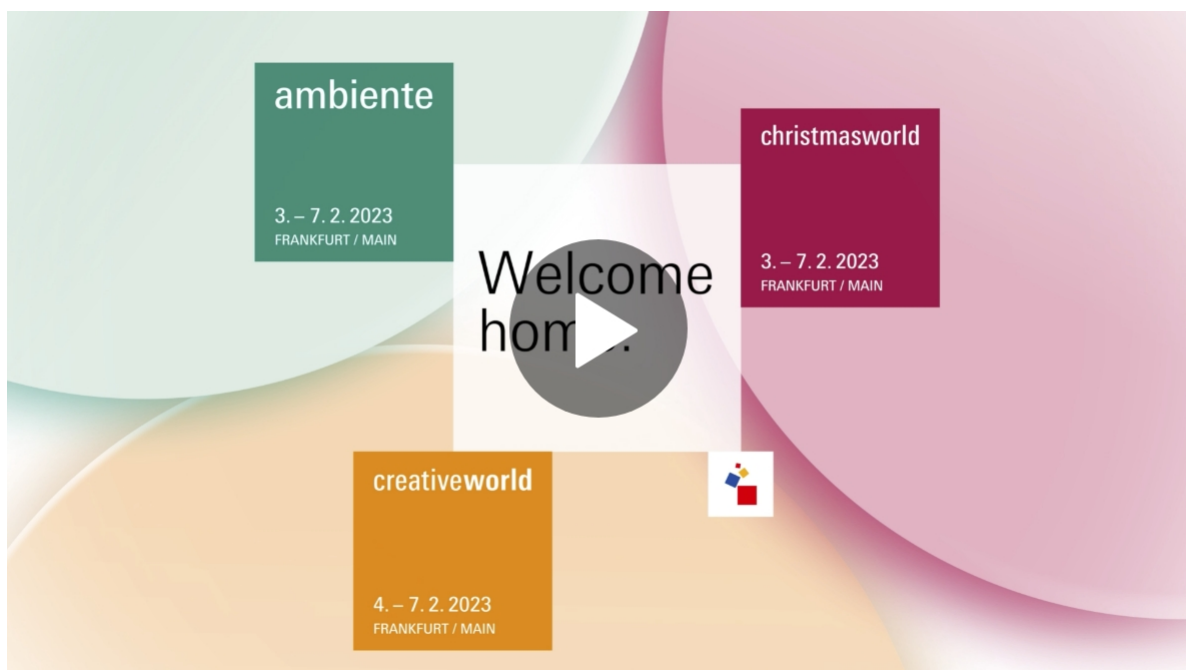 ambiente
3. – 7. 2. 2023
FRANKFURT / MAIN
christmasworld
3. – 7. 2. 2023
FRANKFURT / MAIN
Welcome
home.
creativeworld
4. – 7. 2. 2023
FRANKFURT / MAIN